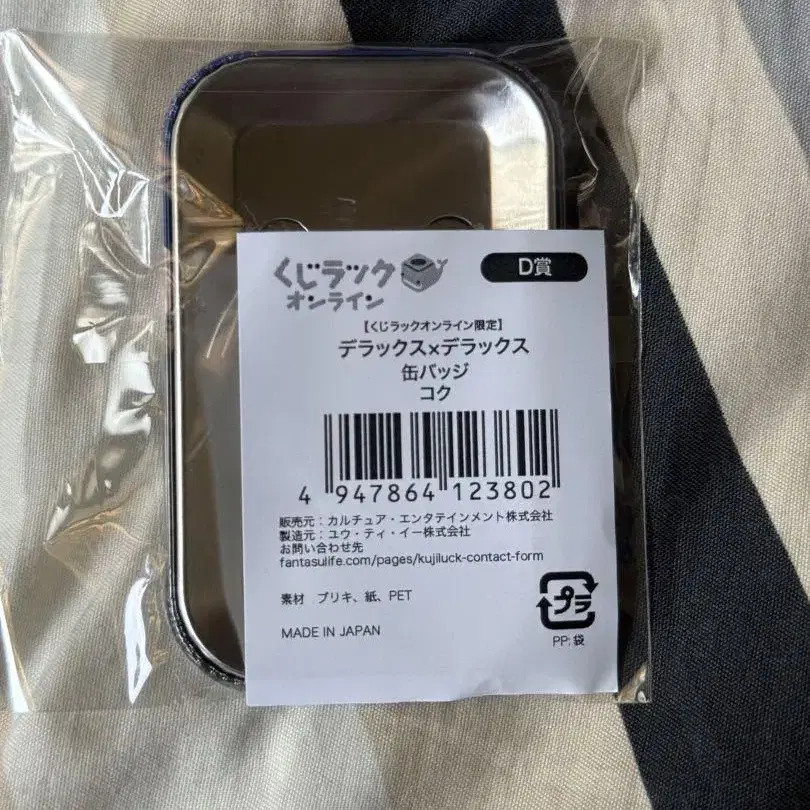 くじラック
オンライン
D賞
【くじラックオンライン限定】
デラックス×デラックス
缶バッジ
コク
4 947864 123802
販売元：カルチュア・エンタテインメント株式会社
製造元：ユウ・ティ・イー株式会社
お問い合わせ先
fantasulife.com/pages/kujiluck-contact-form
素材 ブリキ、紙、PET
プラ
MADE IN JAPAN
PP:袋